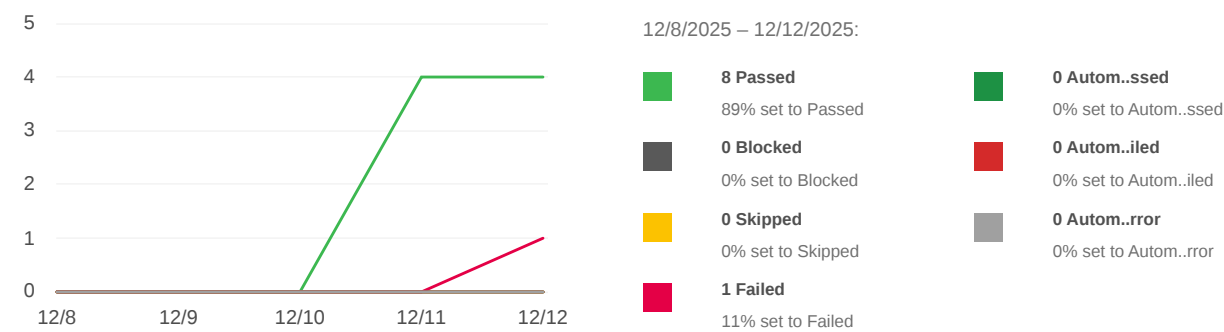 5
4
3
2
1
0
12/8 12/9 12/10 12/11 12/12
12/8/2025 – 12/12/2025:
8 Passed
89% set to Passed
0 Blocked
0% set to Blocked
0 Skipped
0% set to Skipped
1 Failed
11% set to Failed
0 Autom..ssed
0% set to Autom..ssed
0 Autom..iled
0% set to Autom..iled
0 Autom..rror
0% set to Autom..rror